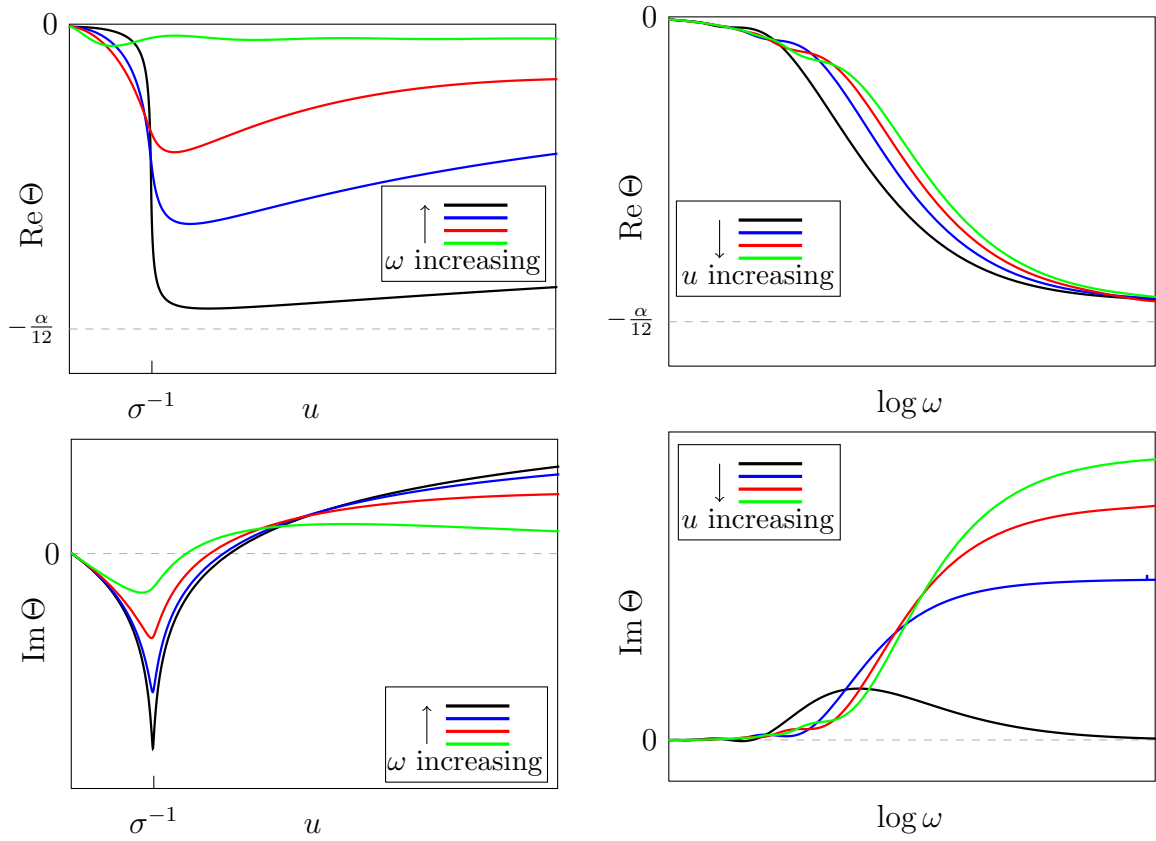 0
Re Θ
−α/12
↑
ω increasing
σ⁻¹
u
0
Re Θ
−α/12
↓
u increasing
log ω
0
Im Θ
↑
ω increasing
σ⁻¹
u
0
Im Θ
↓
u increasing
log ω